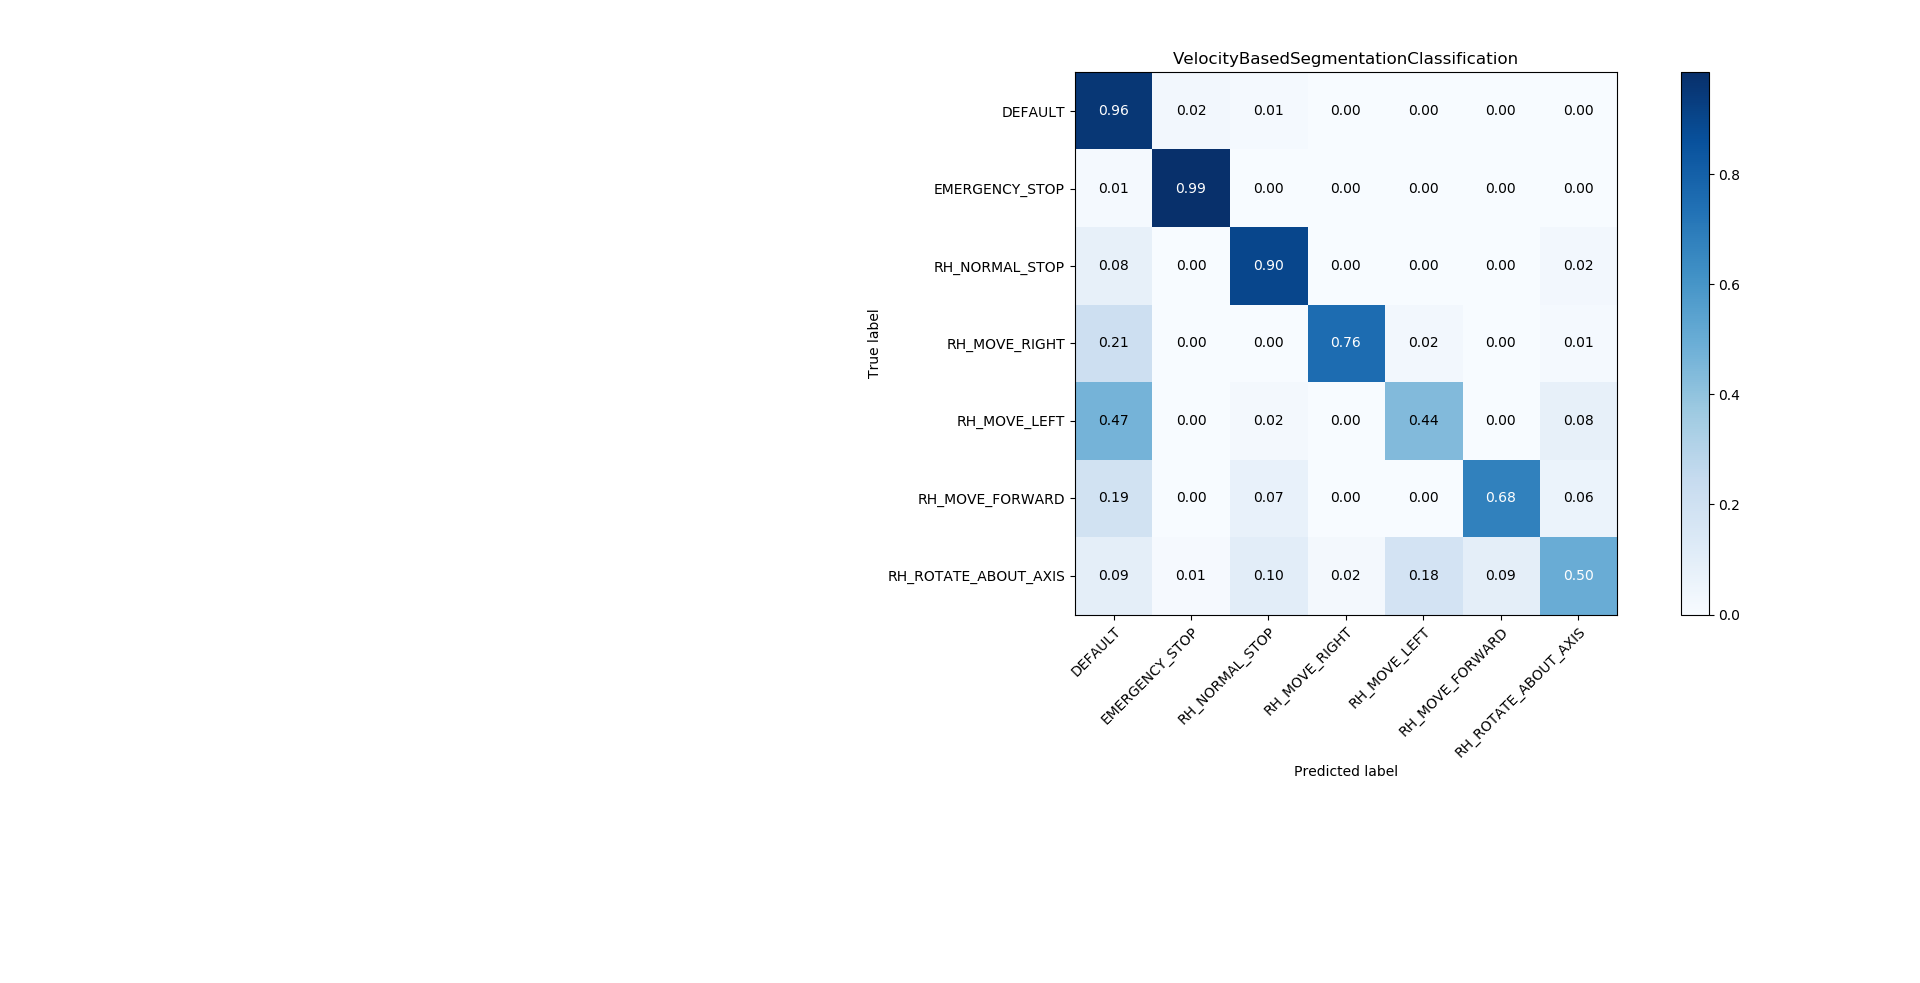 VelocityBasedSegmentationClassification
DEFAULT 0.96 0.02 0.01 0.00 0.00 0.00 0.00
EMERGENCY_STOP 0.01 0.99 0.00 0.00 0.00 0.00 0.00
RH_NORMAL_STOP 0.08 0.00 0.90 0.00 0.00 0.00 0.02
RH_MOVE_RIGHT 0.21 0.00 0.00 0.76 0.02 0.00 0.01
RH_MOVE_LEFT 0.47 0.00 0.02 0.00 0.44 0.00 0.08
RH_MOVE_FORWARD 0.19 0.00 0.07 0.00 0.00 0.68 0.06
RH_ROTATE_ABOUT_AXIS 0.09 0.01 0.10 0.02 0.18 0.09 0.50
True label
DEFAULT
EMERGENCY_STOP
RH_NORMAL_STOP
RH_MOVE_RIGHT
RH_MOVE_LEFT
RH_MOVE_FORWARD
RH_ROTATE_ABOUT_AXIS
Predicted label
0.8
0.6
0.4
0.2
0.0